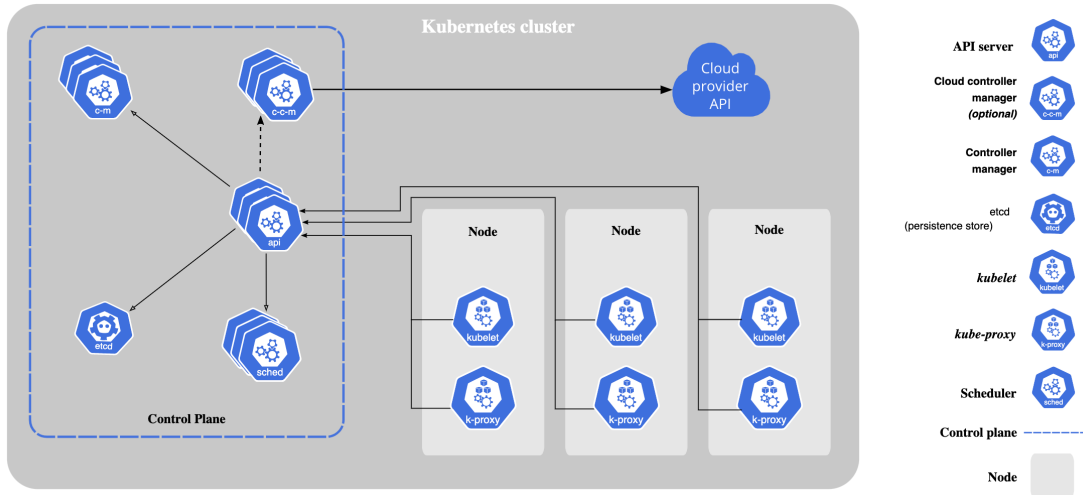 Kubernetes cluster
c-m
c-c-m
Cloud
provider
API
api
etcd
sched
Control Plane
Node
kubelet
k-proxy
Node
kubelet
k-proxy
Node
kubelet
k-proxy
API server
api
Cloud controller
manager
(optional)
c-c-m
Controller
manager
c-m
etcd
(persistence store)
etcd
kubelet
kubelet
kube-proxy
k-proxy
Scheduler
sched
Control plane
Node